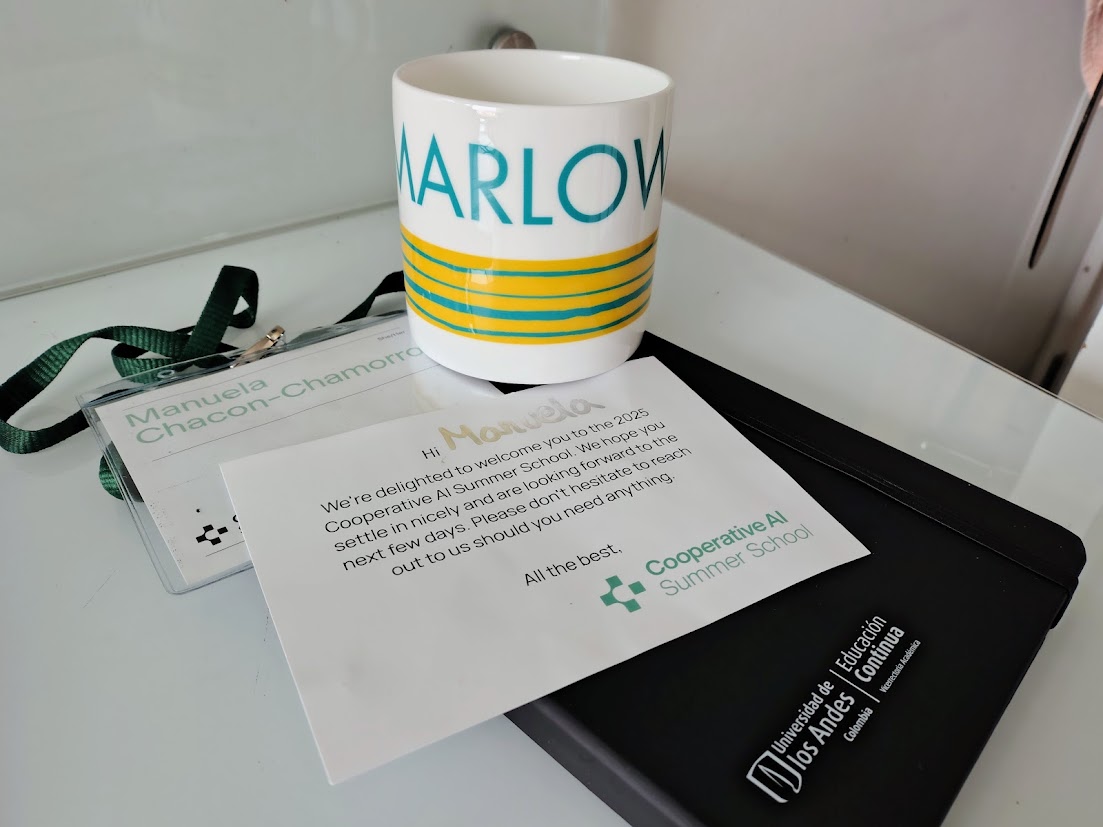 MARLOW
Manuela
Chacon-Chamorro
Hi Manuela
We're delighted to welcome you to the 2025
Cooperative AI Summer School. We hope you
settle in nicely and are looking forward to the
next few days. Please don't hesitate to reach
out to us should you need anything.
All the best,
Cooperative AI
Summer School
Universidad de
los Andes
Colombia
Educación
Continua
Vicerrectoría Académica